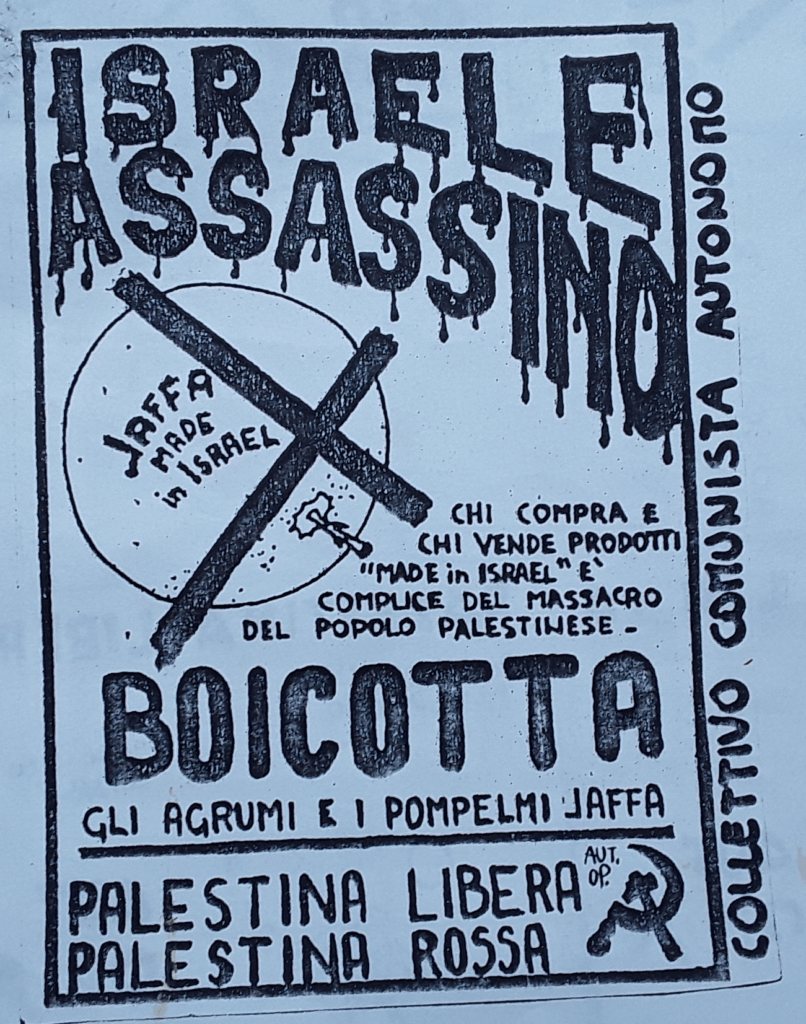 ISRAELE
ASSASSINO
JAFFA
MADE
in ISRAEL
CHI COMPRA E
CHI VENDE PRODOTTI
"MADE in ISRAEL" E'
COMPLICE DEL MASSACRO
DEL POPOLO PALESTINESE -
BOICOTTA
GLI AGRUMI E I POMPELMI JAFFA
PALESTINA LIBERA
PALESTINA ROSSA
AUT.
OP.
COLLETTIVO COMUNISTA AUTONOMO